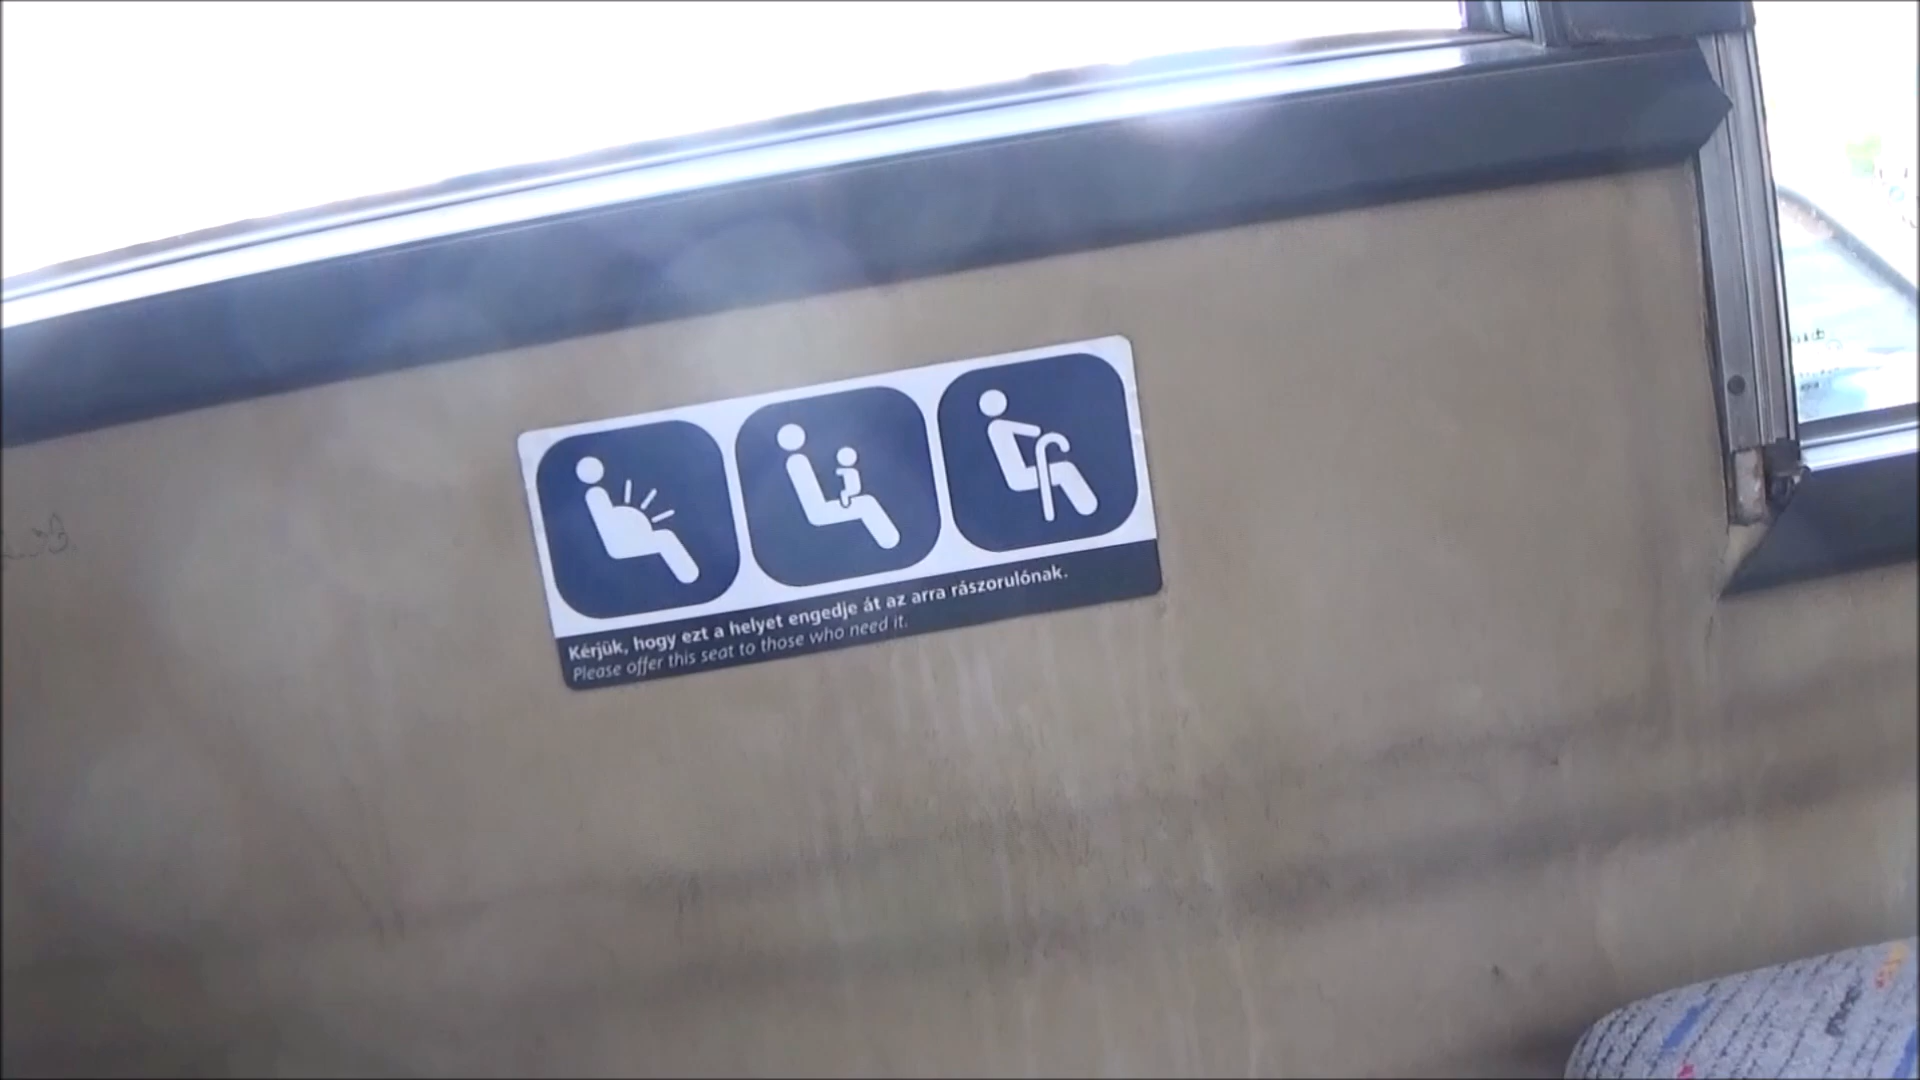 Kérjük, hogy ezt a helyet engedje át az arra rászorulónak.
Please offer this seat to those who need it.